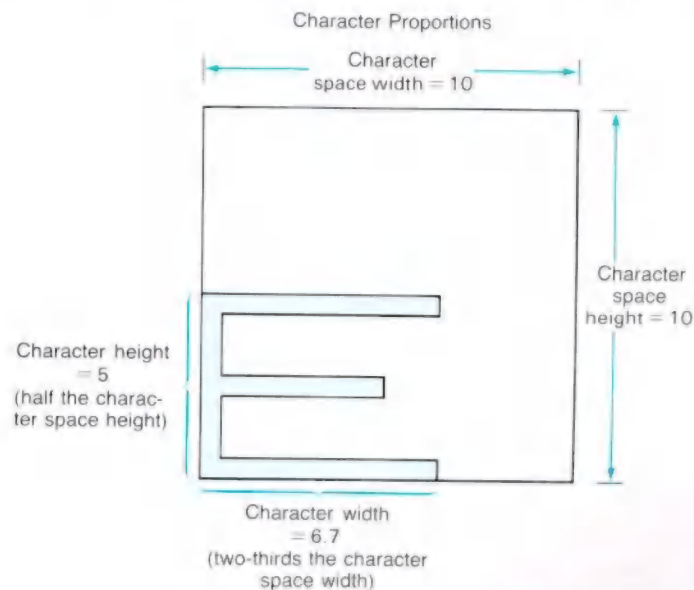 Character Proportions
Character
space width = 10
Character
space
height = 10
Character height
= 5
(half the charac-
ter space height)
Character width
= 6.7
(two-thirds the character
space width)